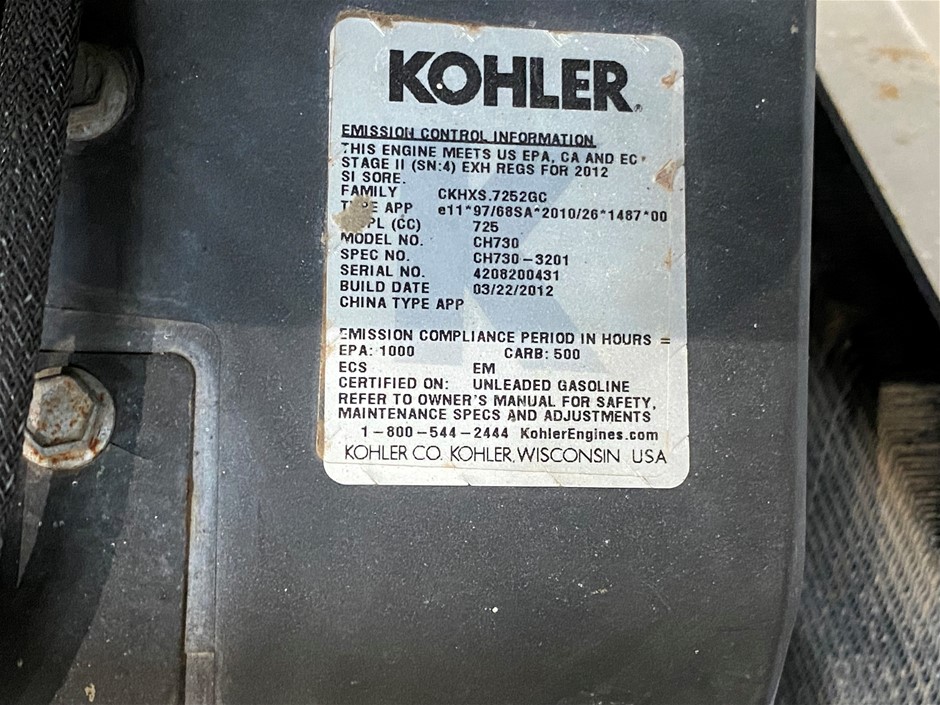 KOHLER®
EMISSION CONTROL INFORMATION
THIS ENGINE MEETS US EPA, CA AND EC
STAGE II (SN:4) EXH REGS FOR 2012
SI SORE.
FAMILY CKHXS.7252GC
APP e11*97/68SA*2010/26*1487*00
(CC) 725
MODEL NO. CH730
SPEC NO. CH730-3201
SERIAL NO. 4208200431
BUILD DATE 03/22/2012
CHINA TYPE APP
EMISSION COMPLIANCE PERIOD IN HOURS =
EPA: 1000 CARB: 500
ECS EM
CERTIFIED ON: UNLEADED GASOLINE
REFER TO OWNER'S MANUAL FOR SAFETY,
MAINTENANCE SPECS AND ADJUSTMENTS
1-800-544-2444 KohlerEngines.com
KOHLER CO. KOHLER, WISCONSIN USA